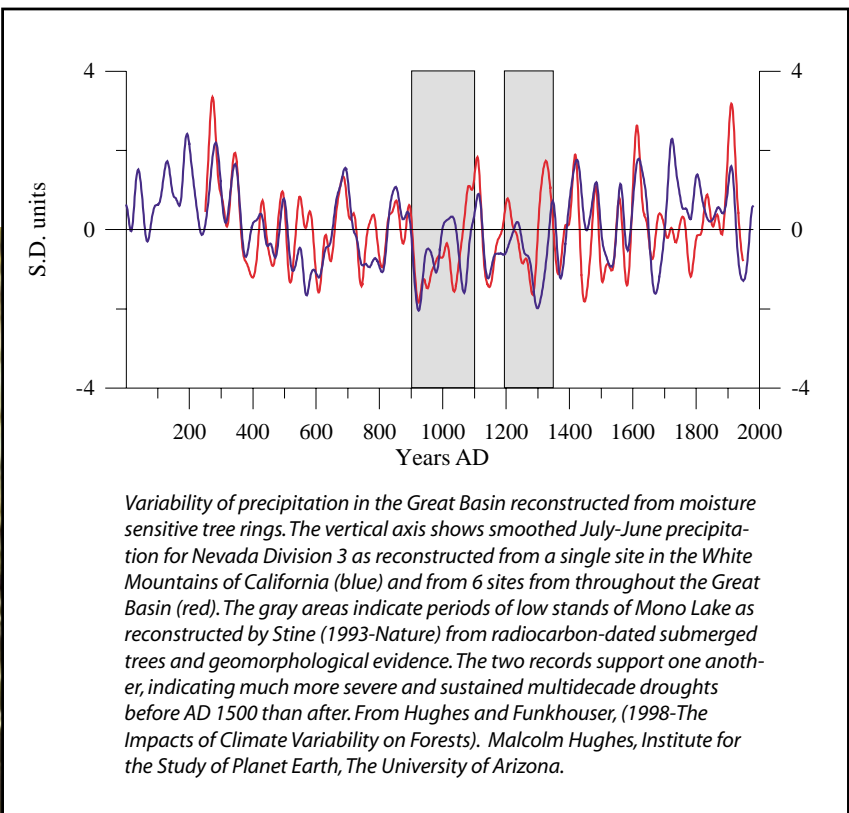 4 4
S.D. units
0 0
-4 -4
200 400 600 800 1000 1200 1400 1600 1800 2000
Years AD
Variability of precipitation in the Great Basin reconstructed from moisture
sensitive tree rings. The vertical axis shows smoothed July-June precipita-
tion for Nevada Division 3 as reconstructed from a single site in the White
Mountains of California (blue) and from 6 sites from throughout the Great
Basin (red). The gray areas indicate periods of low stands of Mono Lake as
reconstructed by Stine (1993-Nature) from radiocarbon-dated submerged
trees and geomorphological evidence. The two records support one anoth-
er, indicating much more severe and sustained multidecade droughts
before AD 1500 than after. From Hughes and Funkhouser, (1998-The
Impacts of Climate Variability on Forests). Malcolm Hughes, Institute for
the Study of Planet Earth, The University of Arizona.